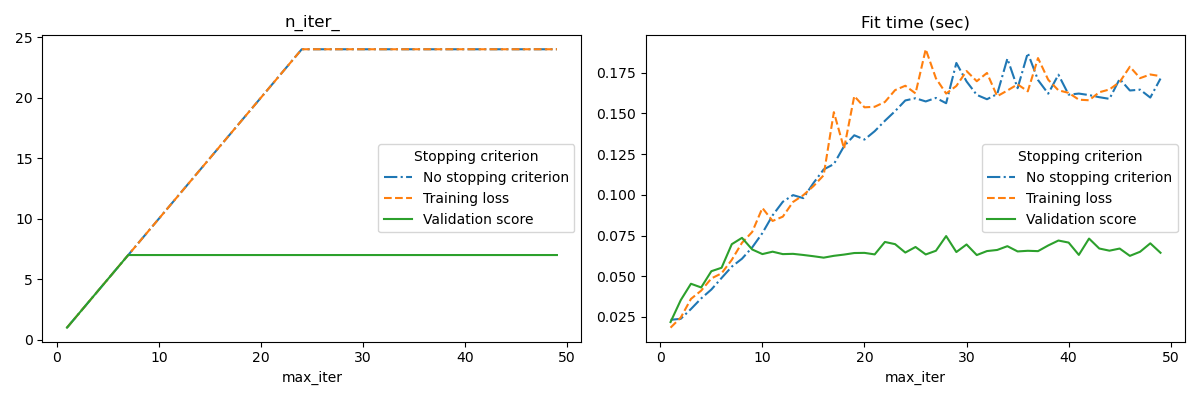 n_iter_
25
20
15
10
5
0
0 10 20 30 40 50
max_iter
Stopping criterion
No stopping criterion
Training loss
Validation score
Fit time (sec)
0.175
0.150
0.125
0.100
0.075
0.050
0.025
0 10 20 30 40 50
max_iter
Stopping criterion
No stopping criterion
Training loss
Validation score